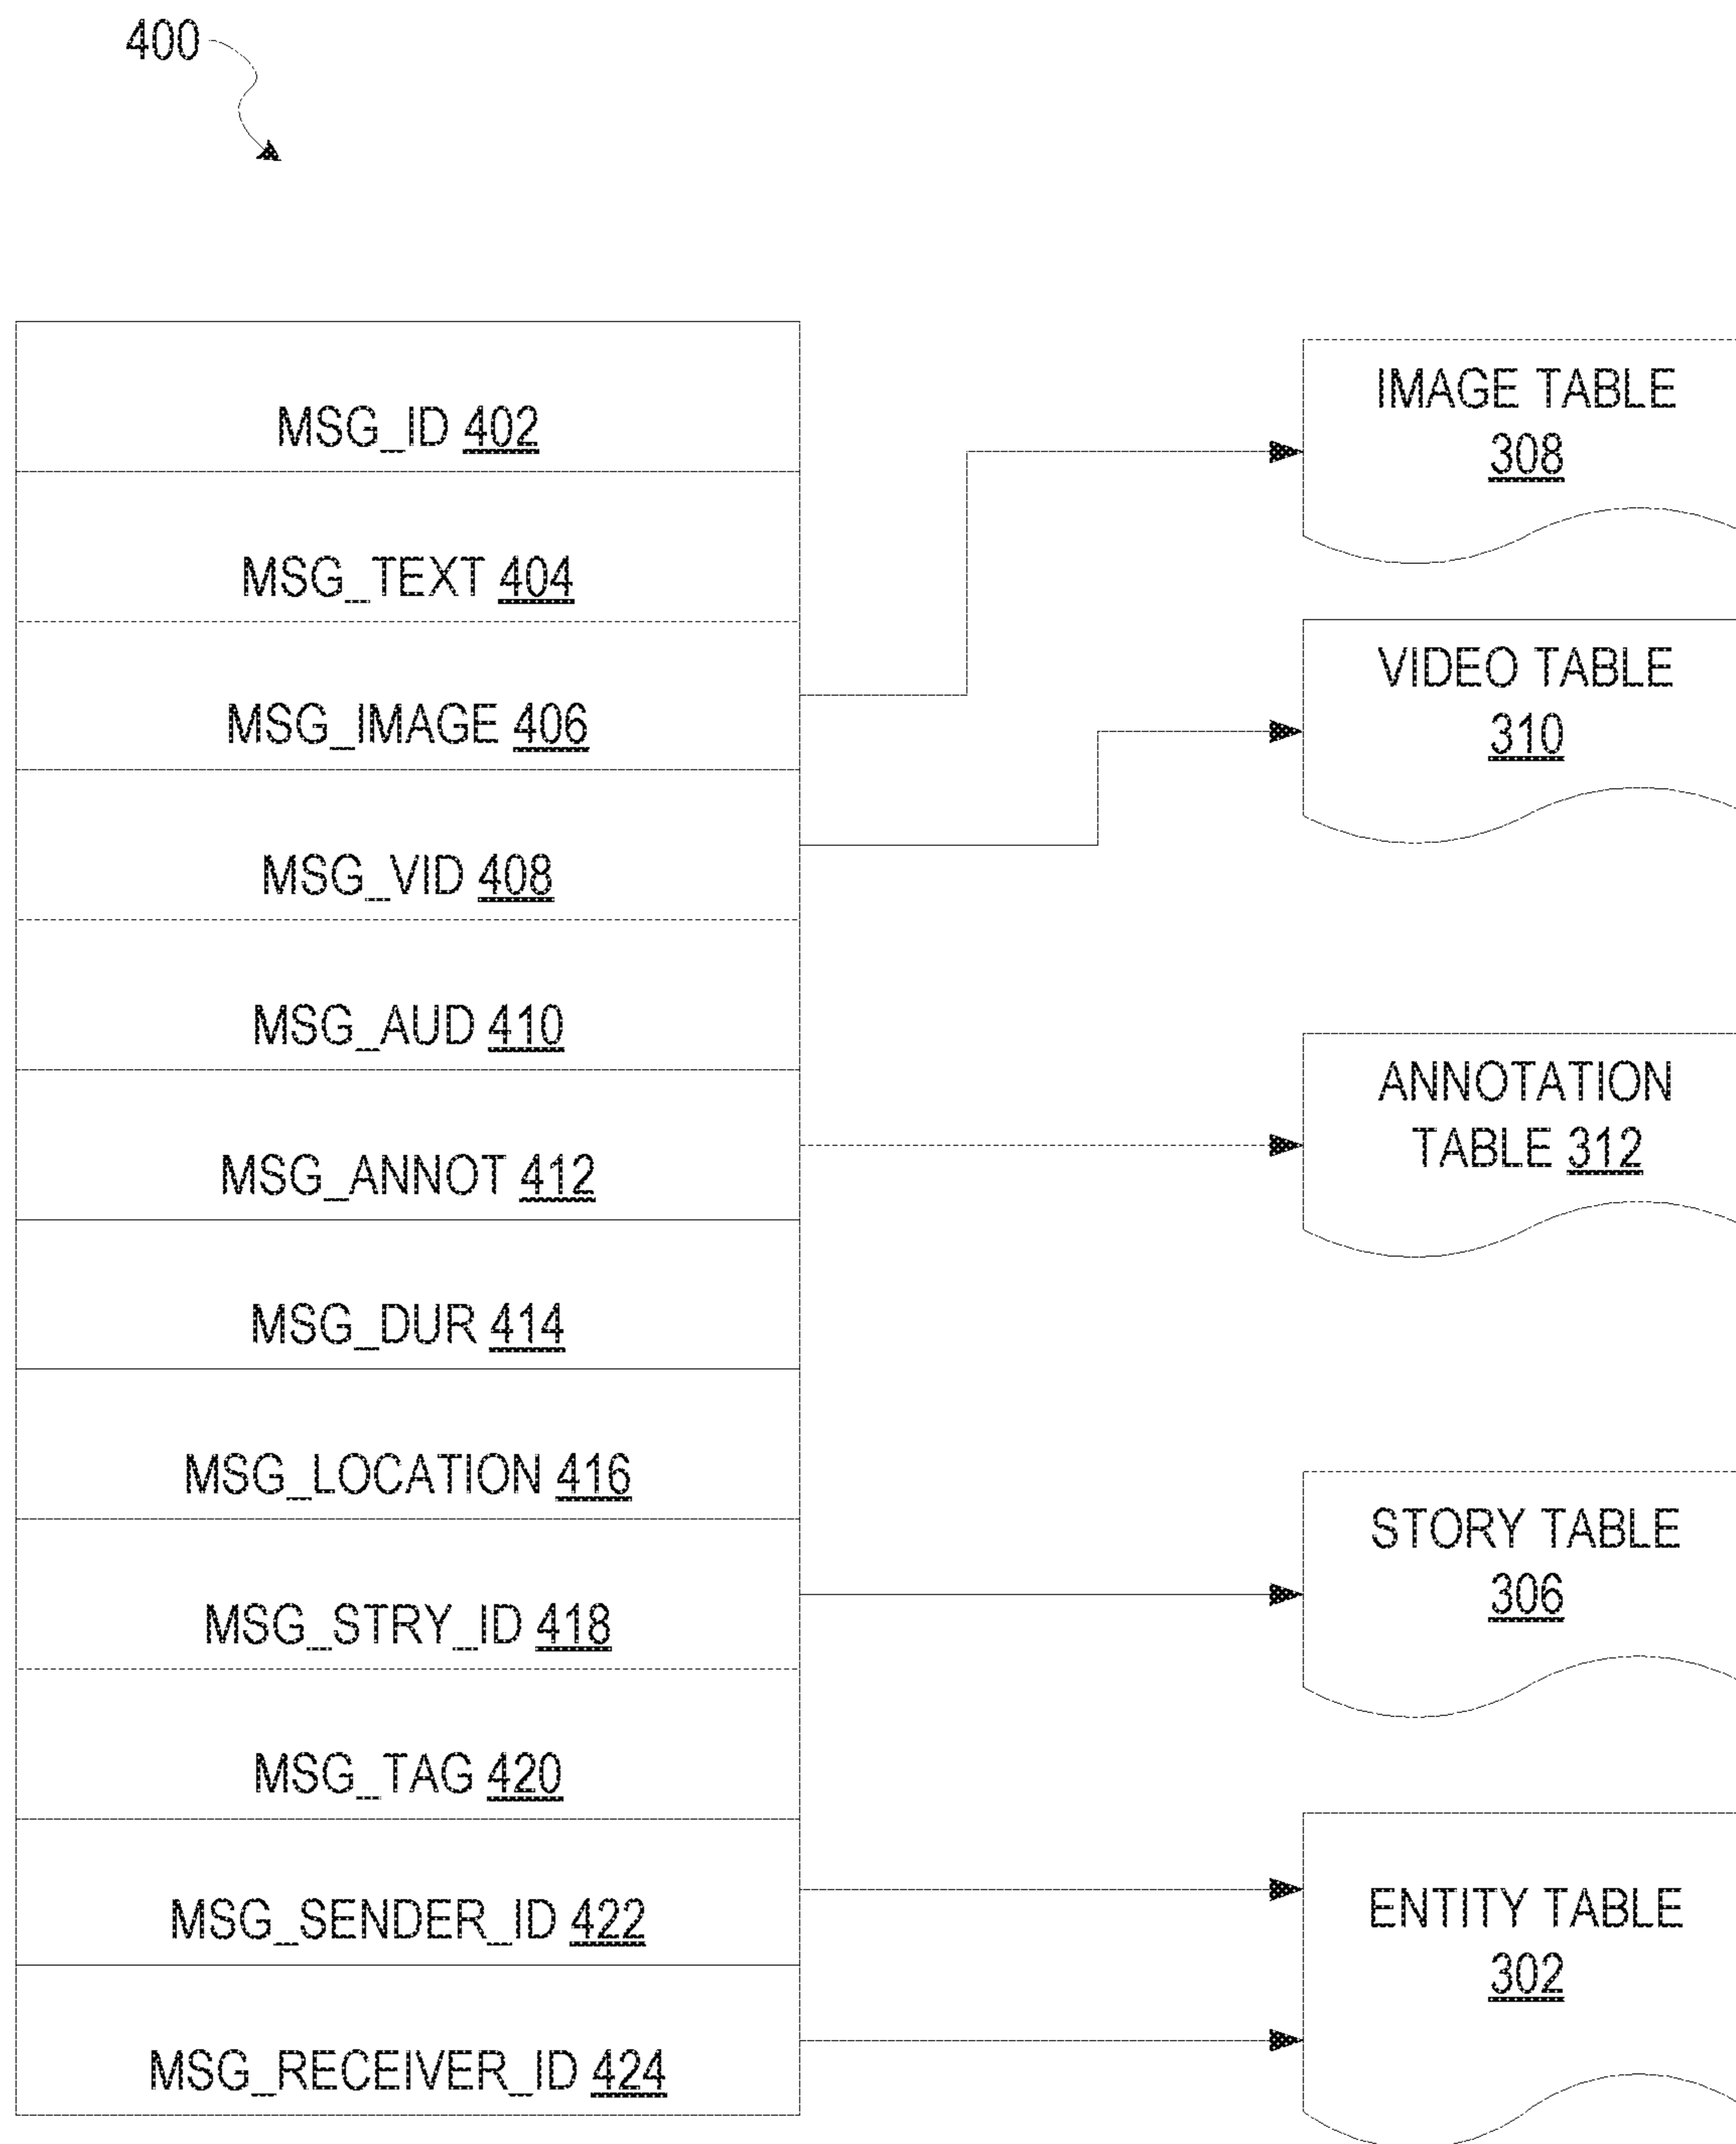 400
MSG_ID 402
MSG_TEXT 404
MSG_IMAGE 406
MSG_VID 408
MSG_AUD 410
MSG_ANNOT 412
MSG_DUR 414
MSG_LOCATION 416
MSG_STRY_ID 418
MSG_TAG 420
MSG_SENDER_ID 422
MSG_RECEIVER_ID 424
IMAGE TABLE
308
VIDEO TABLE
310
ANNOTATION
TABLE 312
STORY TABLE
306
ENTITY TABLE
302